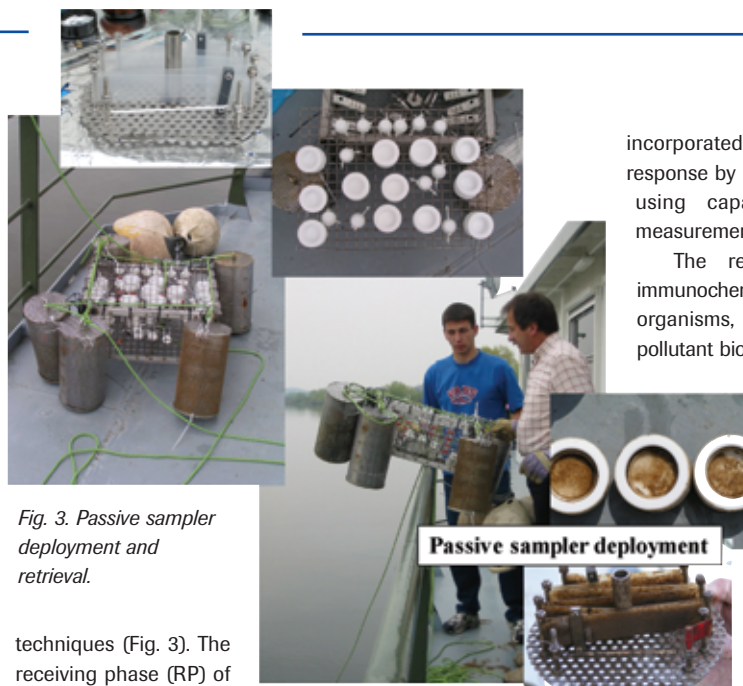 incorporated
response by
using capa
measuremen
The re
immunocher
organisms,
pollutant bio
Passive sampler deployment
Fig. 3. Passive sampler
deployment and
retrieval.
techniques (Fig. 3). The
receiving phase (RP) of